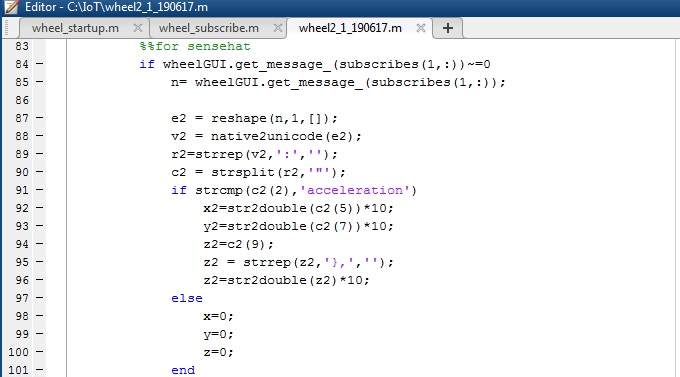 Editor - C:\IoT\wheel2_1_190617.m
wheel_startup.m × wheel_subscribe.m × wheel2_1_190617.m × +
83 %%for sensehat
84 - if wheelGUI.get_message_(subscribes(1,:))~=0
85 - n= wheelGUI.get_message_(subscribes(1,:));
86
87 - e2 = reshape(n,1,[]);
88 - v2 = native2unicode(e2);
89 - r2=strrep(v2,':','');
90 - c2 = strsplit(r2,'"');
91 - if strcmp(c2(2),'acceleration')
92 - x2=str2double(c2(5))*10;
93 - y2=str2double(c2(7))*10;
94 - z2=c2(9);
95 - z2 = strrep(z2,'},','');
96 - z2=str2double(z2)*10;
97 - else
98 - x=0;
99 - y=0;
100 - z=0;
101 - end